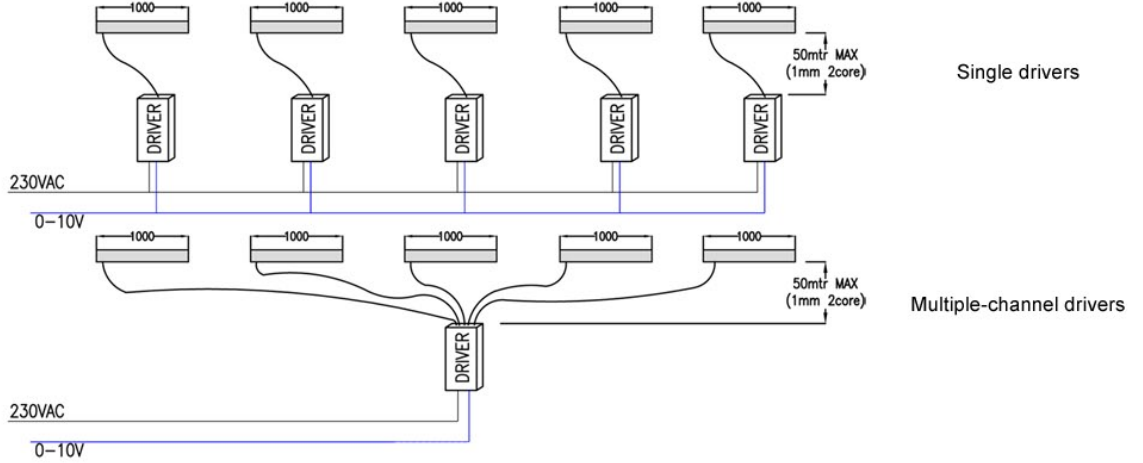 1000 1000 1000 1000 1000
50mtr MAX
(1mm 2core)
Single drivers
DRIVER DRIVER DRIVER DRIVER DRIVER
230VAC
0-10V
1000 1000 1000 1000 1000
50mtr MAX
(1mm 2core)
Multiple-channel drivers
DRIVER
230VAC
0-10V